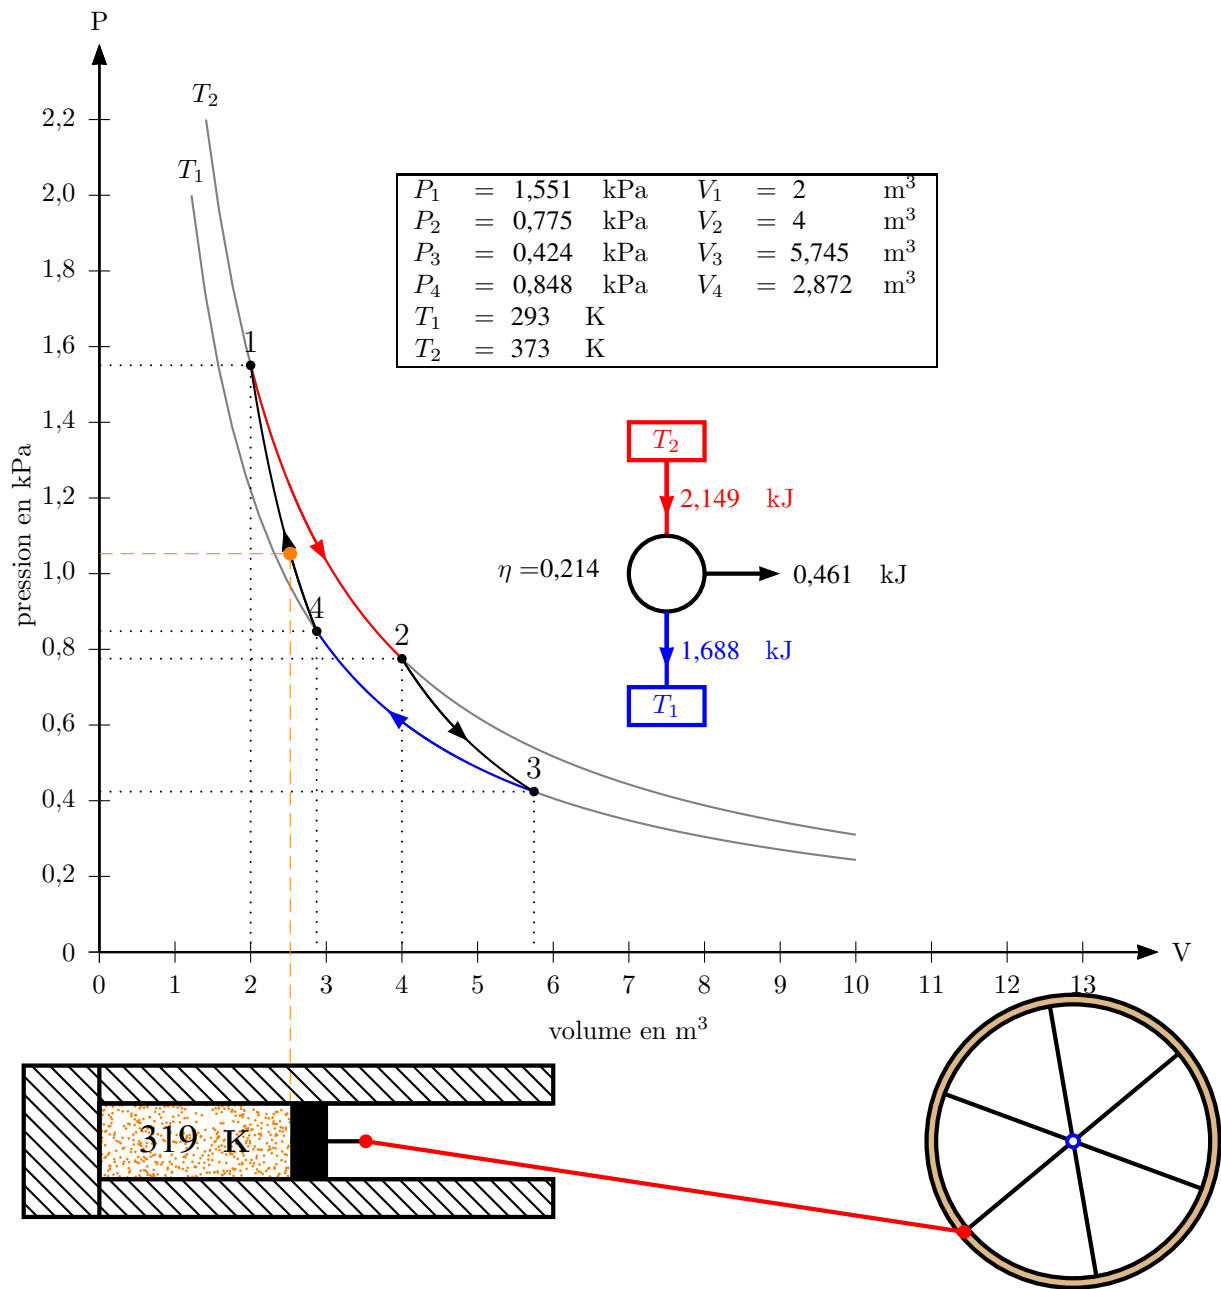 P
T₂
2,2
T₁
2,0
P₁ = 1,551 kPa V₁ = 2 m³
P₂ = 0,775 kPa V₂ = 4 m³
P₃ = 0,424 kPa V₃ = 5,745 m³
P₄ = 0,848 kPa V₄ = 2,872 m³
T₁ = 293 K
T₂ = 373 K
1,8
1,6
1
1,4
T₂
pression en kPa
1,2
2,149 kJ
1,0
η =0,214
0,461 kJ
4
0,8
2
1,688 kJ
0,6
T₁
3
0,4
0,2
0
V
0 1 2 3 4 5 6 7 8 9 10 11 12 13
volume en m³
319 K